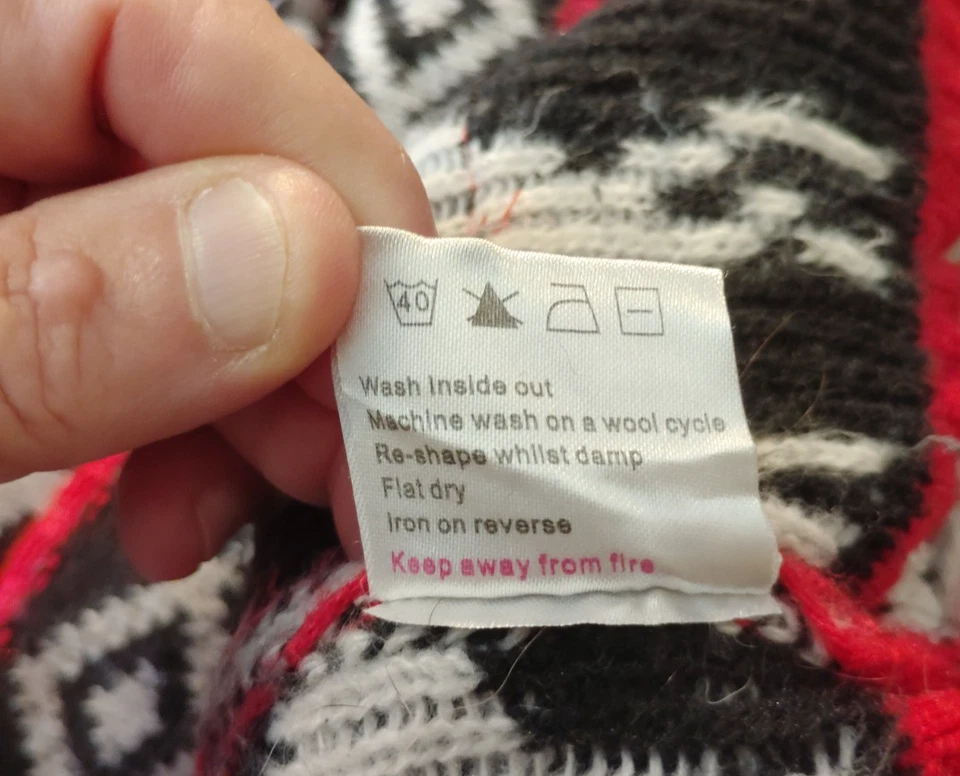 40
Wash Inside out
Machine wash on a wool cycle
Re-shape whilst damp
Flat dry
Iron on reverse
Keep away from fire